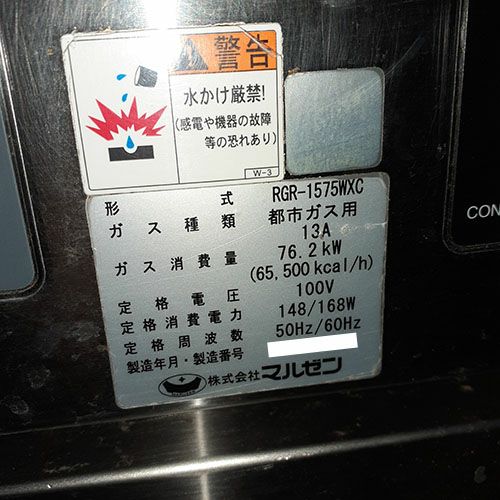 警告
水かけ厳禁!
(感電や機器の故障
等の恐れあり)
W-3
形 式 RGR-1575WXC
ガス種類 都市ガス用
13A
ガス消費量 76.2kW
(65,500kcal/h)
定格電圧 100V
定格消費電力 148/168W
定格周波数 50Hz/60Hz
製造年月・製造番号
株式会社マルゼン
CON